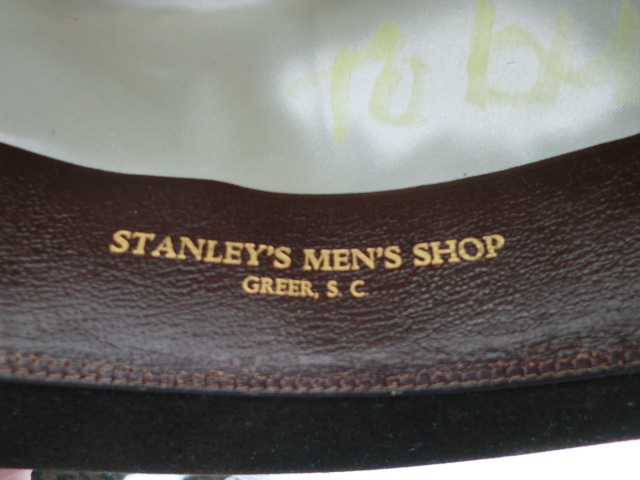 STANLEY'S MEN'S SHOP
GREER, S. C.